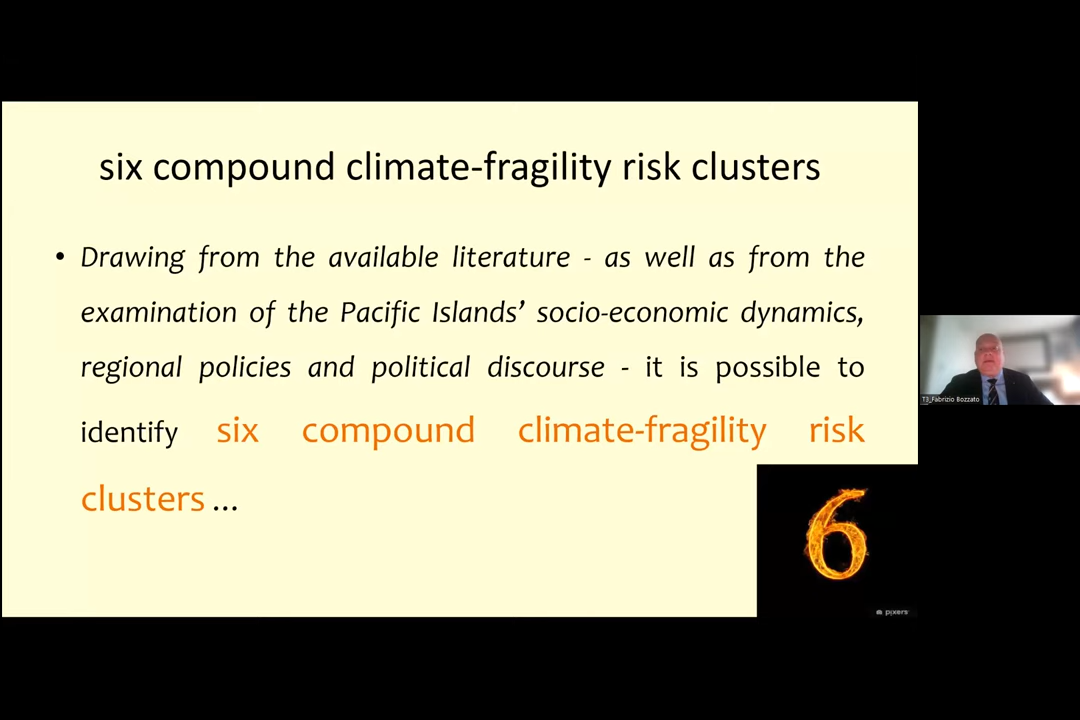 six compound climate-fragility risk clusters
• Drawing from the available literature - as well as from the
examination of the Pacific Islands’ socio-economic dynamics,
regional policies and political discourse - it is possible to
identify six compound climate-fragility risk
clusters ...
6
pixers
T3_Fabrizio Bozzato